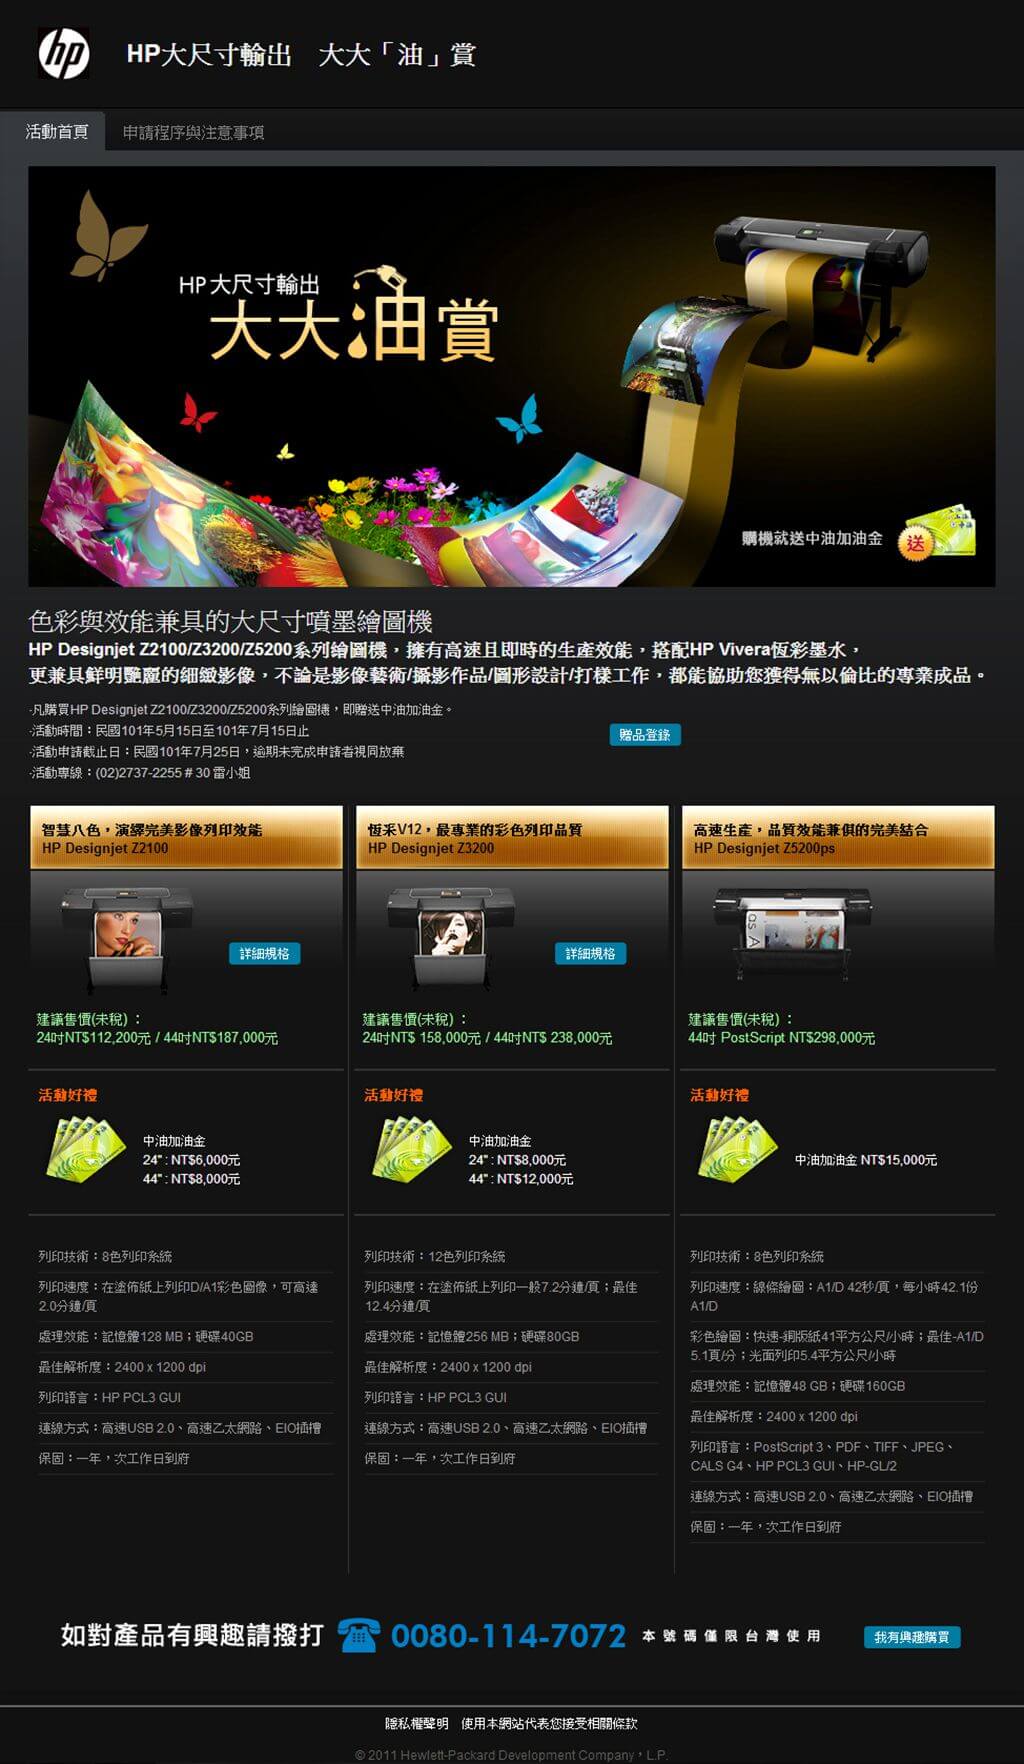 hp
HP大尺寸輸出　大大「油」賞
活動首頁
申請程序與注意事項
HP大尺寸輸出
大大油賞
購機就送中油加油金
送
色彩與效能兼具的大尺寸噴墨繪圖機
HP Designjet Z2100/Z3200/Z5200系列繪圖機，擁有高速且即時的生產效能，搭配HP Vivera恆彩墨水，
更兼具鮮明艷麗的細緻影像，不論是影像藝術/攝影作品/圖形設計/打樣工作，都能協助您獲得無以倫比的專業成品。
·凡購買HP Designjet Z2100/Z3200/Z5200系列繪圖機，即贈送中油加油金。
·活動時間：民國101年5月15日至101年7月15日止
·活動申請截止日：民國101年7月25日，逾期未完成申請者視同放棄
·活動專線：(02)2737-2255 # 30 雷小姐
贈品登錄
智慧八色，演繹完美影像列印效能
HP Designjet Z2100
詳細規格
建議售價(未稅) ：
24吋NT$112,200元 / 44吋NT$187,000元
活動好禮
中油加油金
24" : NT$6,000元
44" : NT$8,000元
列印技術：8色列印系統
列印速度：在塗佈紙上列印D/A1彩色圖像，可高達
2.0分鐘/頁
處理效能：記憶體128 MB；硬碟40GB
最佳解析度：2400 x 1200 dpi
列印語言：HP PCL3 GUI
連線方式：高速USB 2.0、高速乙太網路、EIO插槽
保固：一年，次工作日到府
恆采V12，最專業的彩色列印品質
HP Designjet Z3200
詳細規格
建議售價(未稅) ：
24吋NT$ 158,000元 / 44吋NT$ 238,000元
活動好禮
中油加油金
24" : NT$8,000元
44" : NT$12,000元
列印技術：12色列印系統
列印速度：在塗佈紙上列印一般7.2分鐘/頁；最佳
12.4分鐘/頁
處理效能：記憶體256 MB；硬碟80GB
最佳解析度：2400 x 1200 dpi
列印語言：HP PCL3 GUI
連線方式：高速USB 2.0、高速乙太網路、EIO插槽
保固：一年，次工作日到府
高速生產，品質效能兼俱的完美結合
HP Designjet Z5200ps
as A
建議售價(未稅) ：
44吋 PostScript NT$298,000元
活動好禮
中油加油金 NT$15,000元
列印技術：8色列印系統
列印速度：線條繪圖：A1/D 42秒/頁，每小時42.1份
A1/D
彩色繪圖：快速-銅版紙41平方公尺/小時；最佳-A1/D
5.1頁/分；光面列印5.4平方公尺/小時
處理效能：記憶體48 GB；硬碟160GB
最佳解析度：2400 x 1200 dpi
列印語言：PostScript 3、PDF、TIFF、JPEG、
CALS G4、HP PCL3 GUI、HP-GL/2
連線方式：高速USB 2.0、高速乙太網路、EIO插槽
保固：一年，次工作日到府
如對產品有興趣請撥打 0080-114-7072 本號碼僅限台灣使用
我有興趣購買
隱私權聲明　使用本網站代表您接受相關條款
© 2011 Hewlett-Packard Development Company，L.P.